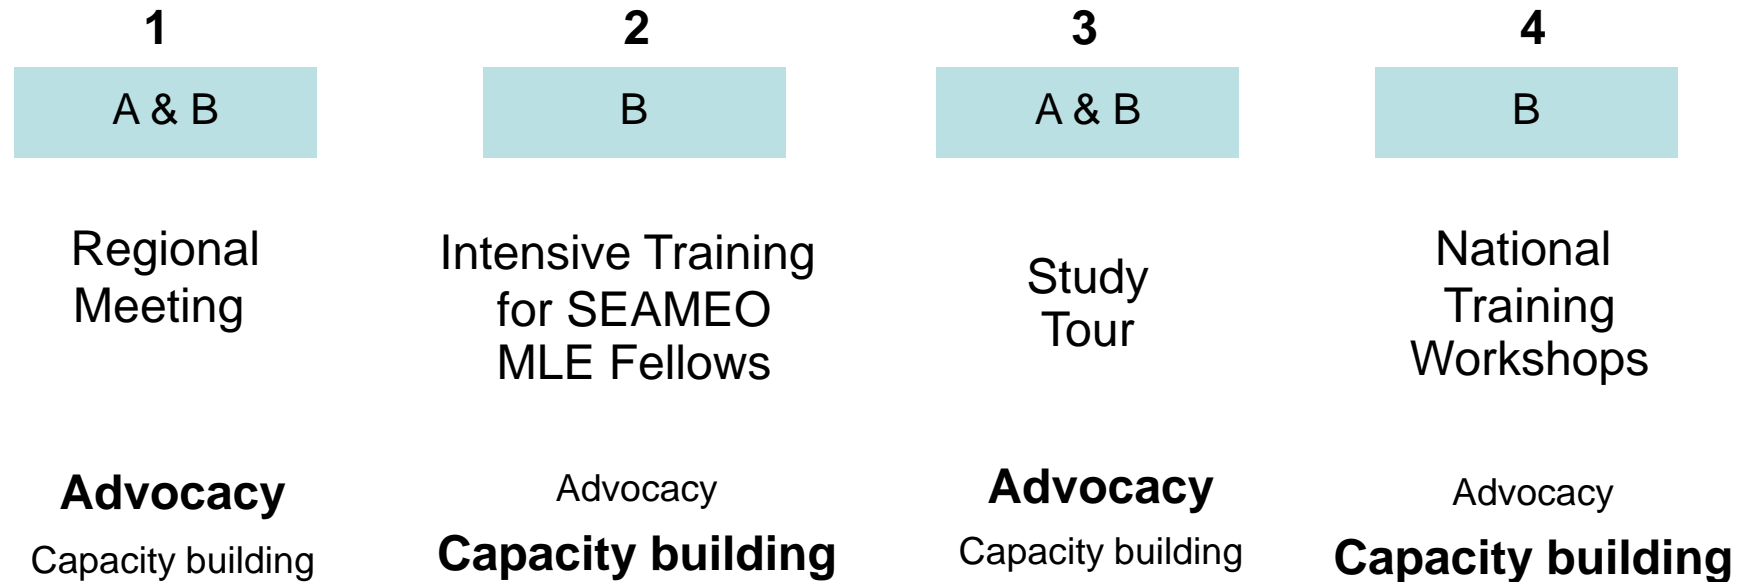 1
A & B
Regional
Meeting
Advocacy
Capacity building
2
B
Intensive Training
for SEAMEO
MLE Fellows
Advocacy
Capacity building
3
A & B
Study
Tour
Advocacy
Capacity building
4
B
National
Training
Workshops
Advocacy
Capacity building